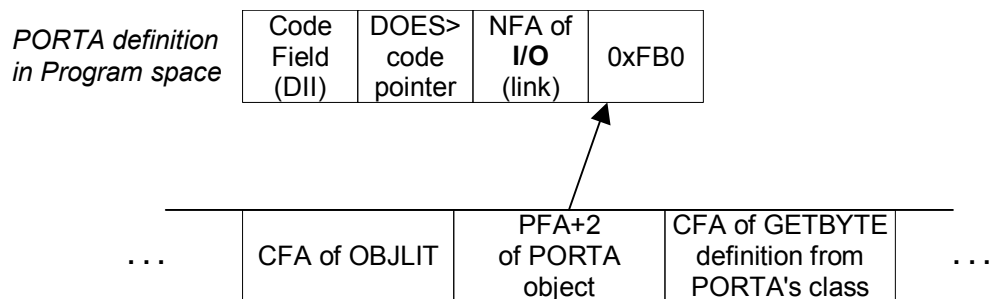 PORTA definition
in Program space
Code
Field
(DII)
DOES>
code
pointer
NFA of
I/O
(link)
0xFB0
. . .
CFA of OBJLIT
PFA+2
of PORTA
object
CFA of GETBYTE
definition from
PORTA's class
. . .